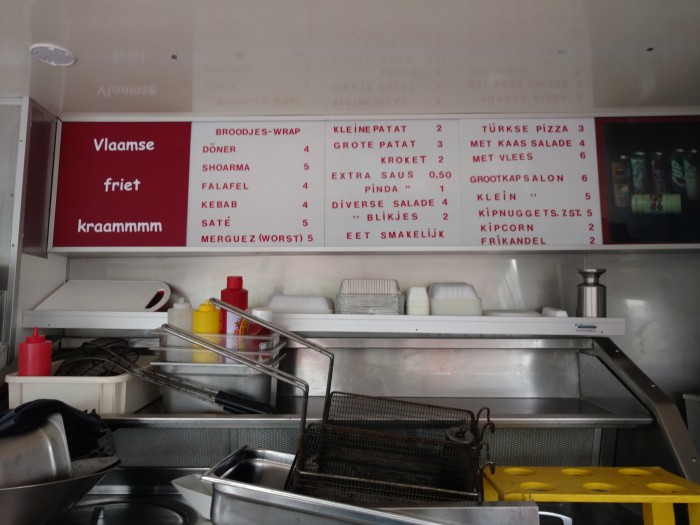 Vlaamse
friet
kraammmm
BROODJES-WRAP
DÖNER 4
SHOARMA 5
FALAFEL 4
KEBAB 4
SATÉ 5
MERGUEZ (WORST) 5
KLEINE PATAT 2
GROTE PATAT 3
KROKET 2
EXTRA SAUS 0,50
PINDA " 1
DIVERSE SALADE 4
" BLIKJES 2
EET SMAKELIJK
TÜRKSE PIZZA 3
MET KAAS SALADE 4
MET VLEES 6
GROOTKAPSALON 6
KLEIN " 5
KIPNUGGETS.7ST. 5
KIPCORN 2
FRIKANDEL 2